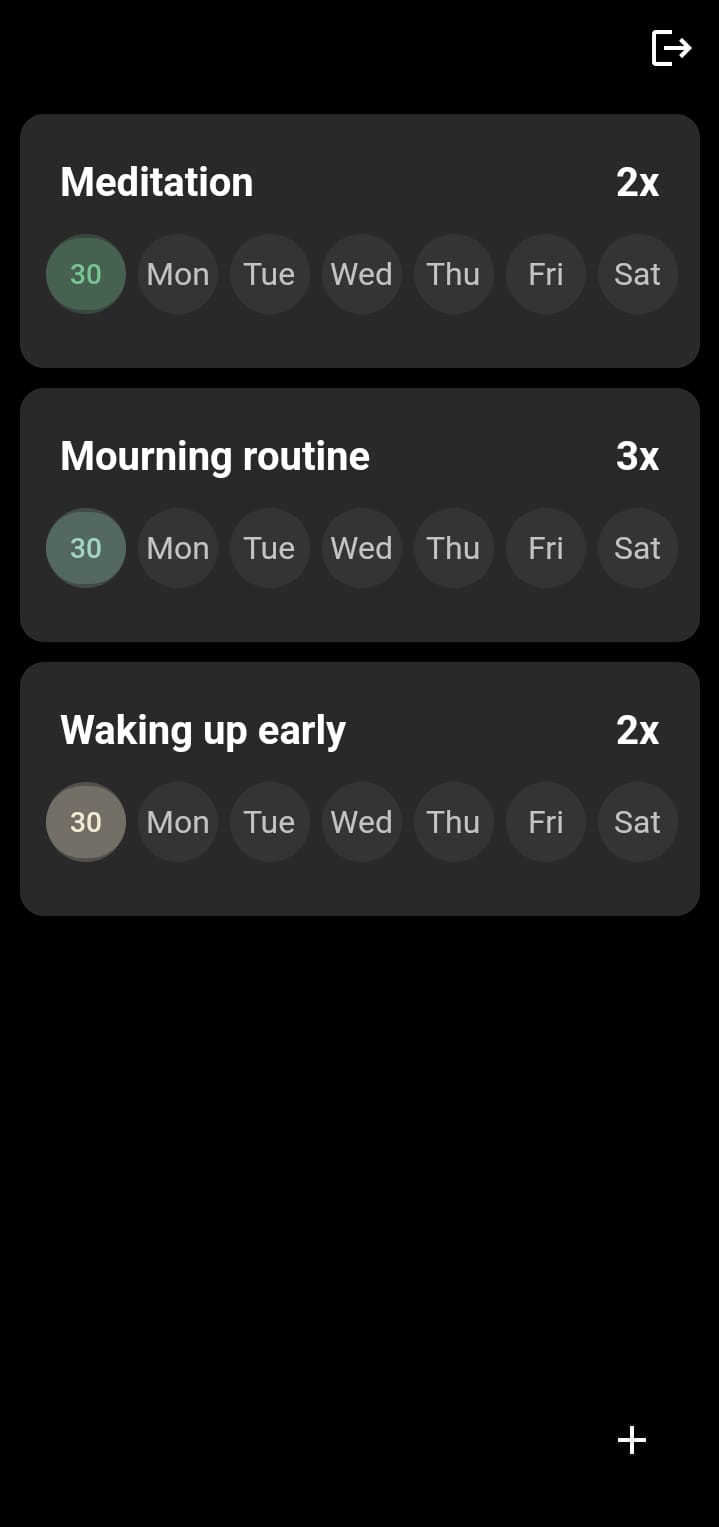 Meditation 2x
30 Mon Tue Wed Thu Fri Sat
Mourning routine 3x
30 Mon Tue Wed Thu Fri Sat
Waking up early 2x
30 Mon Tue Wed Thu Fri Sat